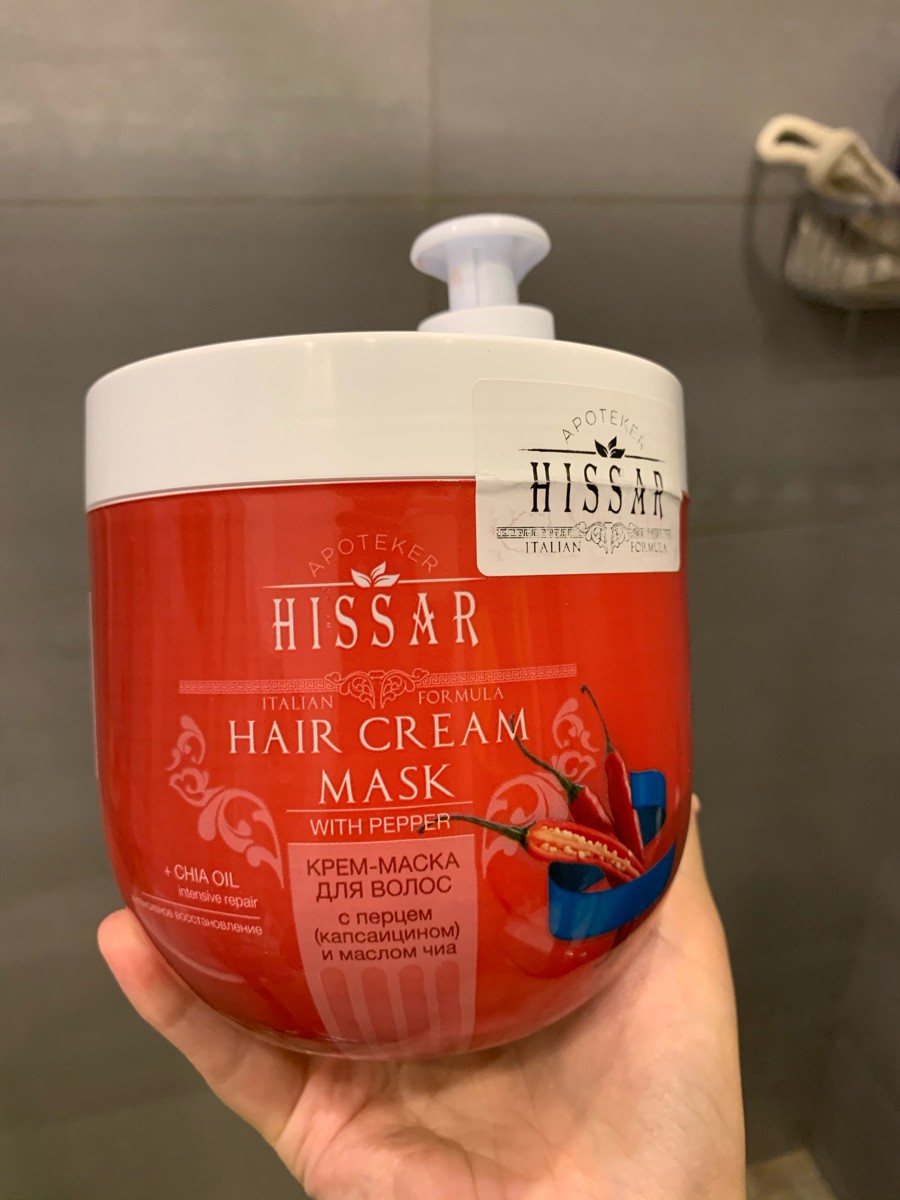 APOTEKER
HISSAR
ITALIAN FORMULA
APOTEKER
HISSAR
ITALIAN FORMULA
HAIR CREAM
MASK
WITH PEPPER
КРЕМ-МАСКА
ДЛЯ ВОЛОС
с перцем
(капсаицином)
и маслом чиа
+ CHIA OIL
intensive repair
восстановление